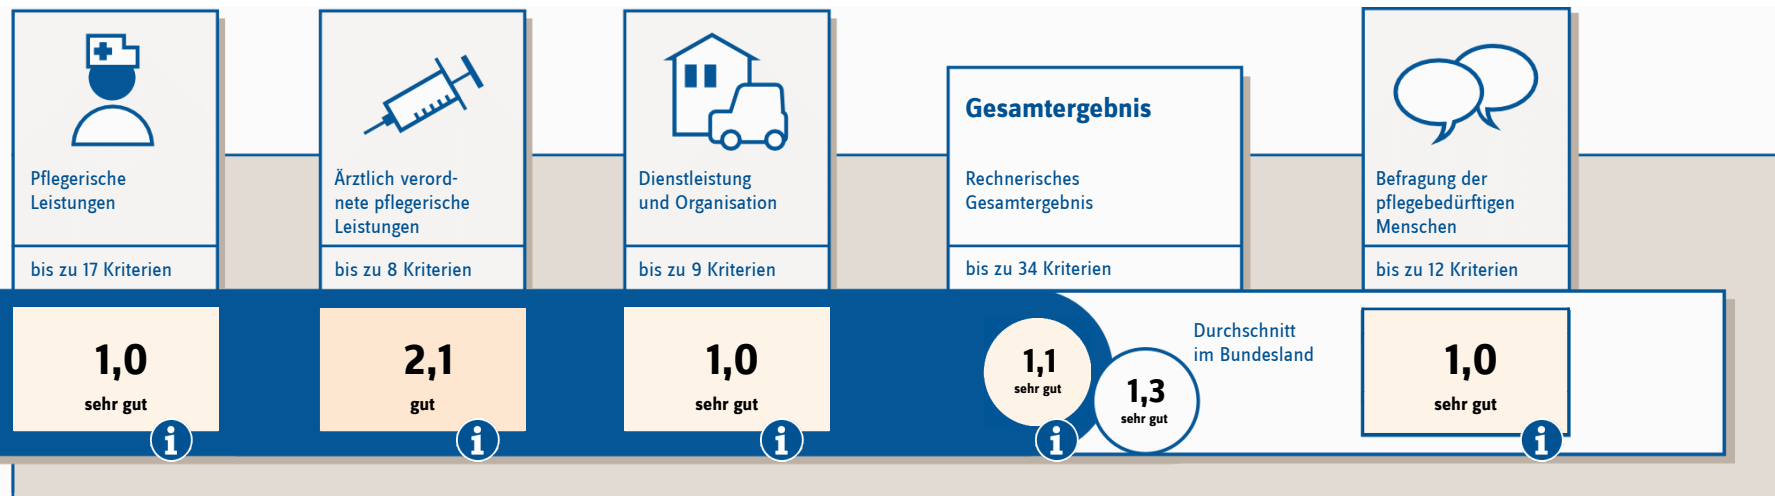 Pflegerische
Leistungen
bis zu 17 Kriterien
1,0
sehr gut
i
Ärztlich verord-
nete pflegerische
Leistungen
bis zu 8 Kriterien
2,1
gut
i
Dienstleistung
und Organisation
bis zu 9 Kriterien
1,0
sehr gut
i
Gesamtergebnis
Rechnerisches
Gesamtergebnis
bis zu 34 Kriterien
1,1
sehr gut
i
1,3
sehr gut
Durchschnitt
im Bundesland
Befragung der
pflegebedürftigen
Menschen
bis zu 12 Kriterien
1,0
sehr gut
i